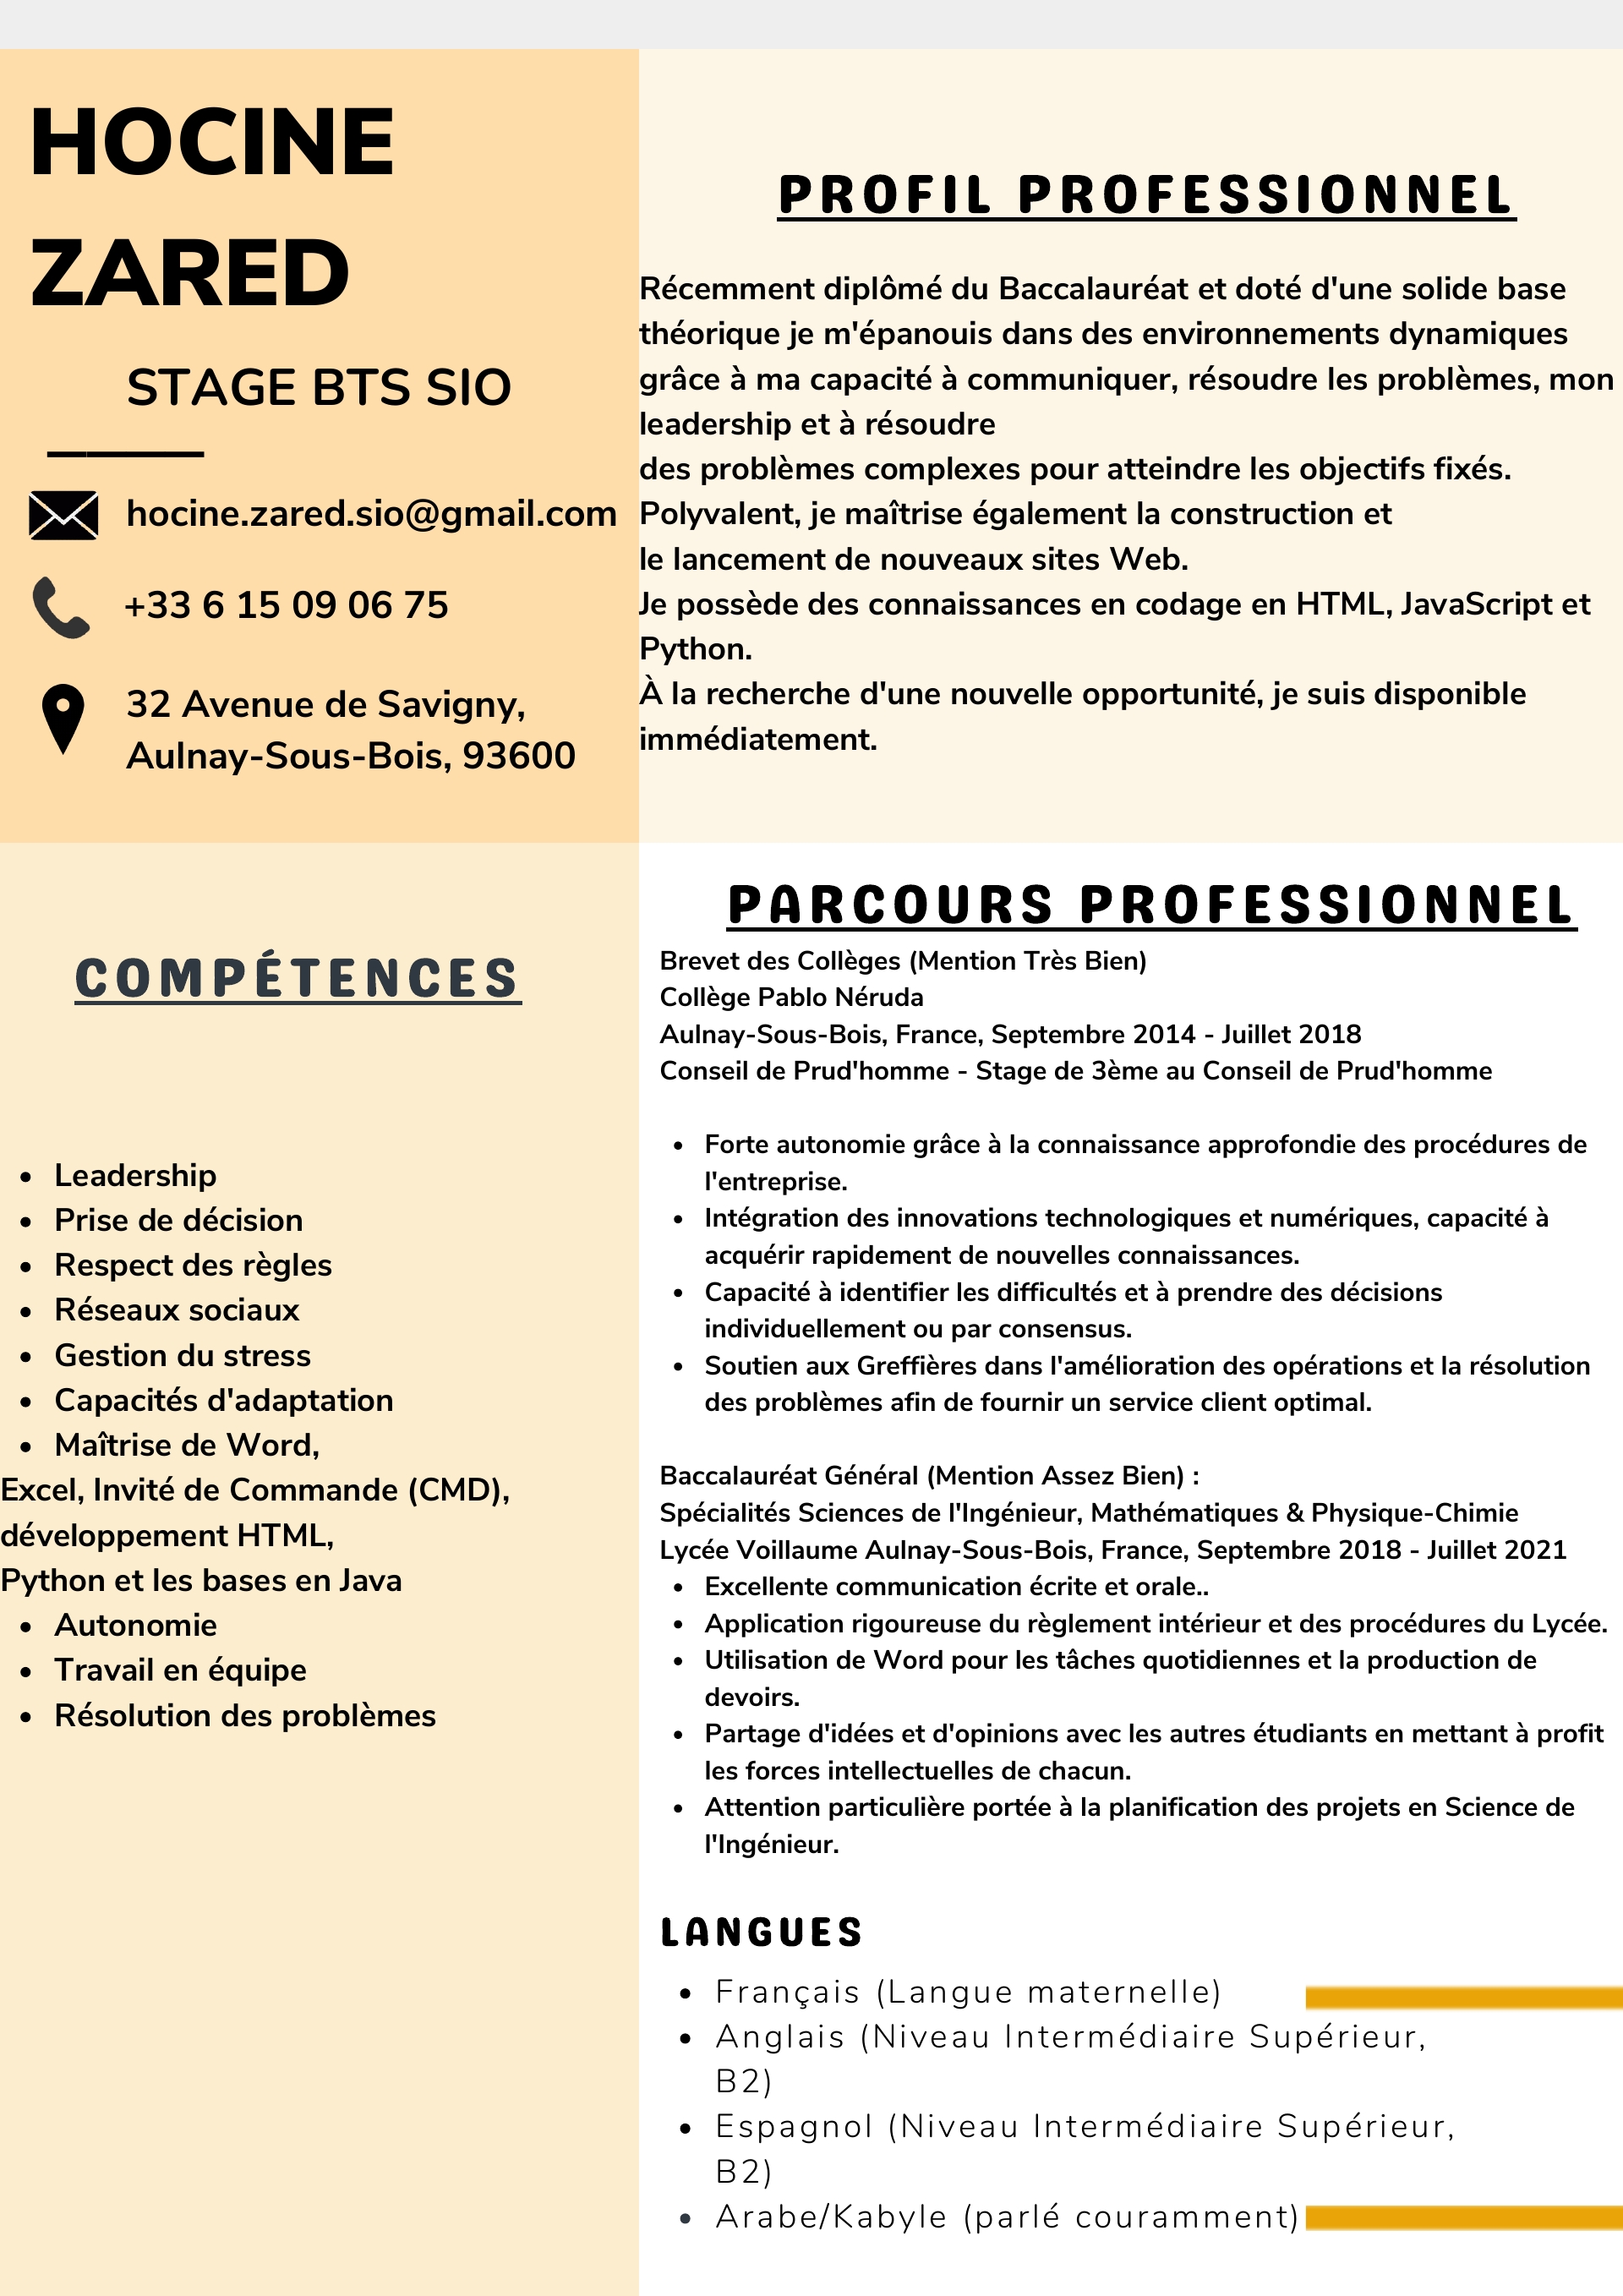 HOCINE
ZARED
STAGE BTS SIO
hocine.zared.sio@gmail.com
+33 6 15 09 06 75
32 Avenue de Savigny,
Aulnay-Sous-Bois, 93600
PROFIL PROFESSIONNEL
Récemment diplômé du Baccalauréat et doté d'une solide base
théorique je m'épanouis dans des environnements dynamiques
grâce à ma capacité à communiquer, résoudre les problèmes, mon
leadership et à résoudre
des problèmes complexes pour atteindre les objectifs fixés.
Polyvalent, je maîtrise également la construction et
le lancement de nouveaux sites Web.
Je possède des connaissances en codage en HTML, JavaScript et
Python.
À la recherche d'une nouvelle opportunité, je suis disponible
immédiatement.
COMPÉTENCES
• Leadership
• Prise de décision
• Respect des règles
• Réseaux sociaux
• Gestion du stress
• Capacités d'adaptation
• Maîtrise de Word,
Excel, Invité de Commande (CMD),
développement HTML,
Python et les bases en Java
• Autonomie
• Travail en équipe
• Résolution des problèmes
PARCOURS PROFESSIONNEL
Brevet des Collèges (Mention Très Bien)
Collège Pablo Néruda
Aulnay-Sous-Bois, France, Septembre 2014 - Juillet 2018
Conseil de Prud'homme - Stage de 3ème au Conseil de Prud'homme
• Forte autonomie grâce à la connaissance approfondie des procédures de
l'entreprise.
• Intégration des innovations technologiques et numériques, capacité à
acquérir rapidement de nouvelles connaissances.
• Capacité à identifier les difficultés et à prendre des décisions
individuellement ou par consensus.
• Soutien aux Greffières dans l'amélioration des opérations et la résolution
des problèmes afin de fournir un service client optimal.
Baccalauréat Général (Mention Assez Bien) :
Spécialités Sciences de l'Ingénieur, Mathématiques & Physique-Chimie
Lycée Voillaume Aulnay-Sous-Bois, France, Septembre 2018 - Juillet 2021
• Excellente communication écrite et orale..
• Application rigoureuse du règlement intérieur et des procédures du Lycée.
• Utilisation de Word pour les tâches quotidiennes et la production de
devoirs.
• Partage d'idées et d'opinions avec les autres étudiants en mettant à profit
les forces intellectuelles de chacun.
• Attention particulière portée à la planification des projets en Science de
l'Ingénieur.
LANGUES
• Français (Langue maternelle)
• Anglais (Niveau Intermédiaire Supérieur,
B2)
• Espagnol (Niveau Intermédiaire Supérieur,
B2)
• Arabe/Kabyle (parlé couramment)